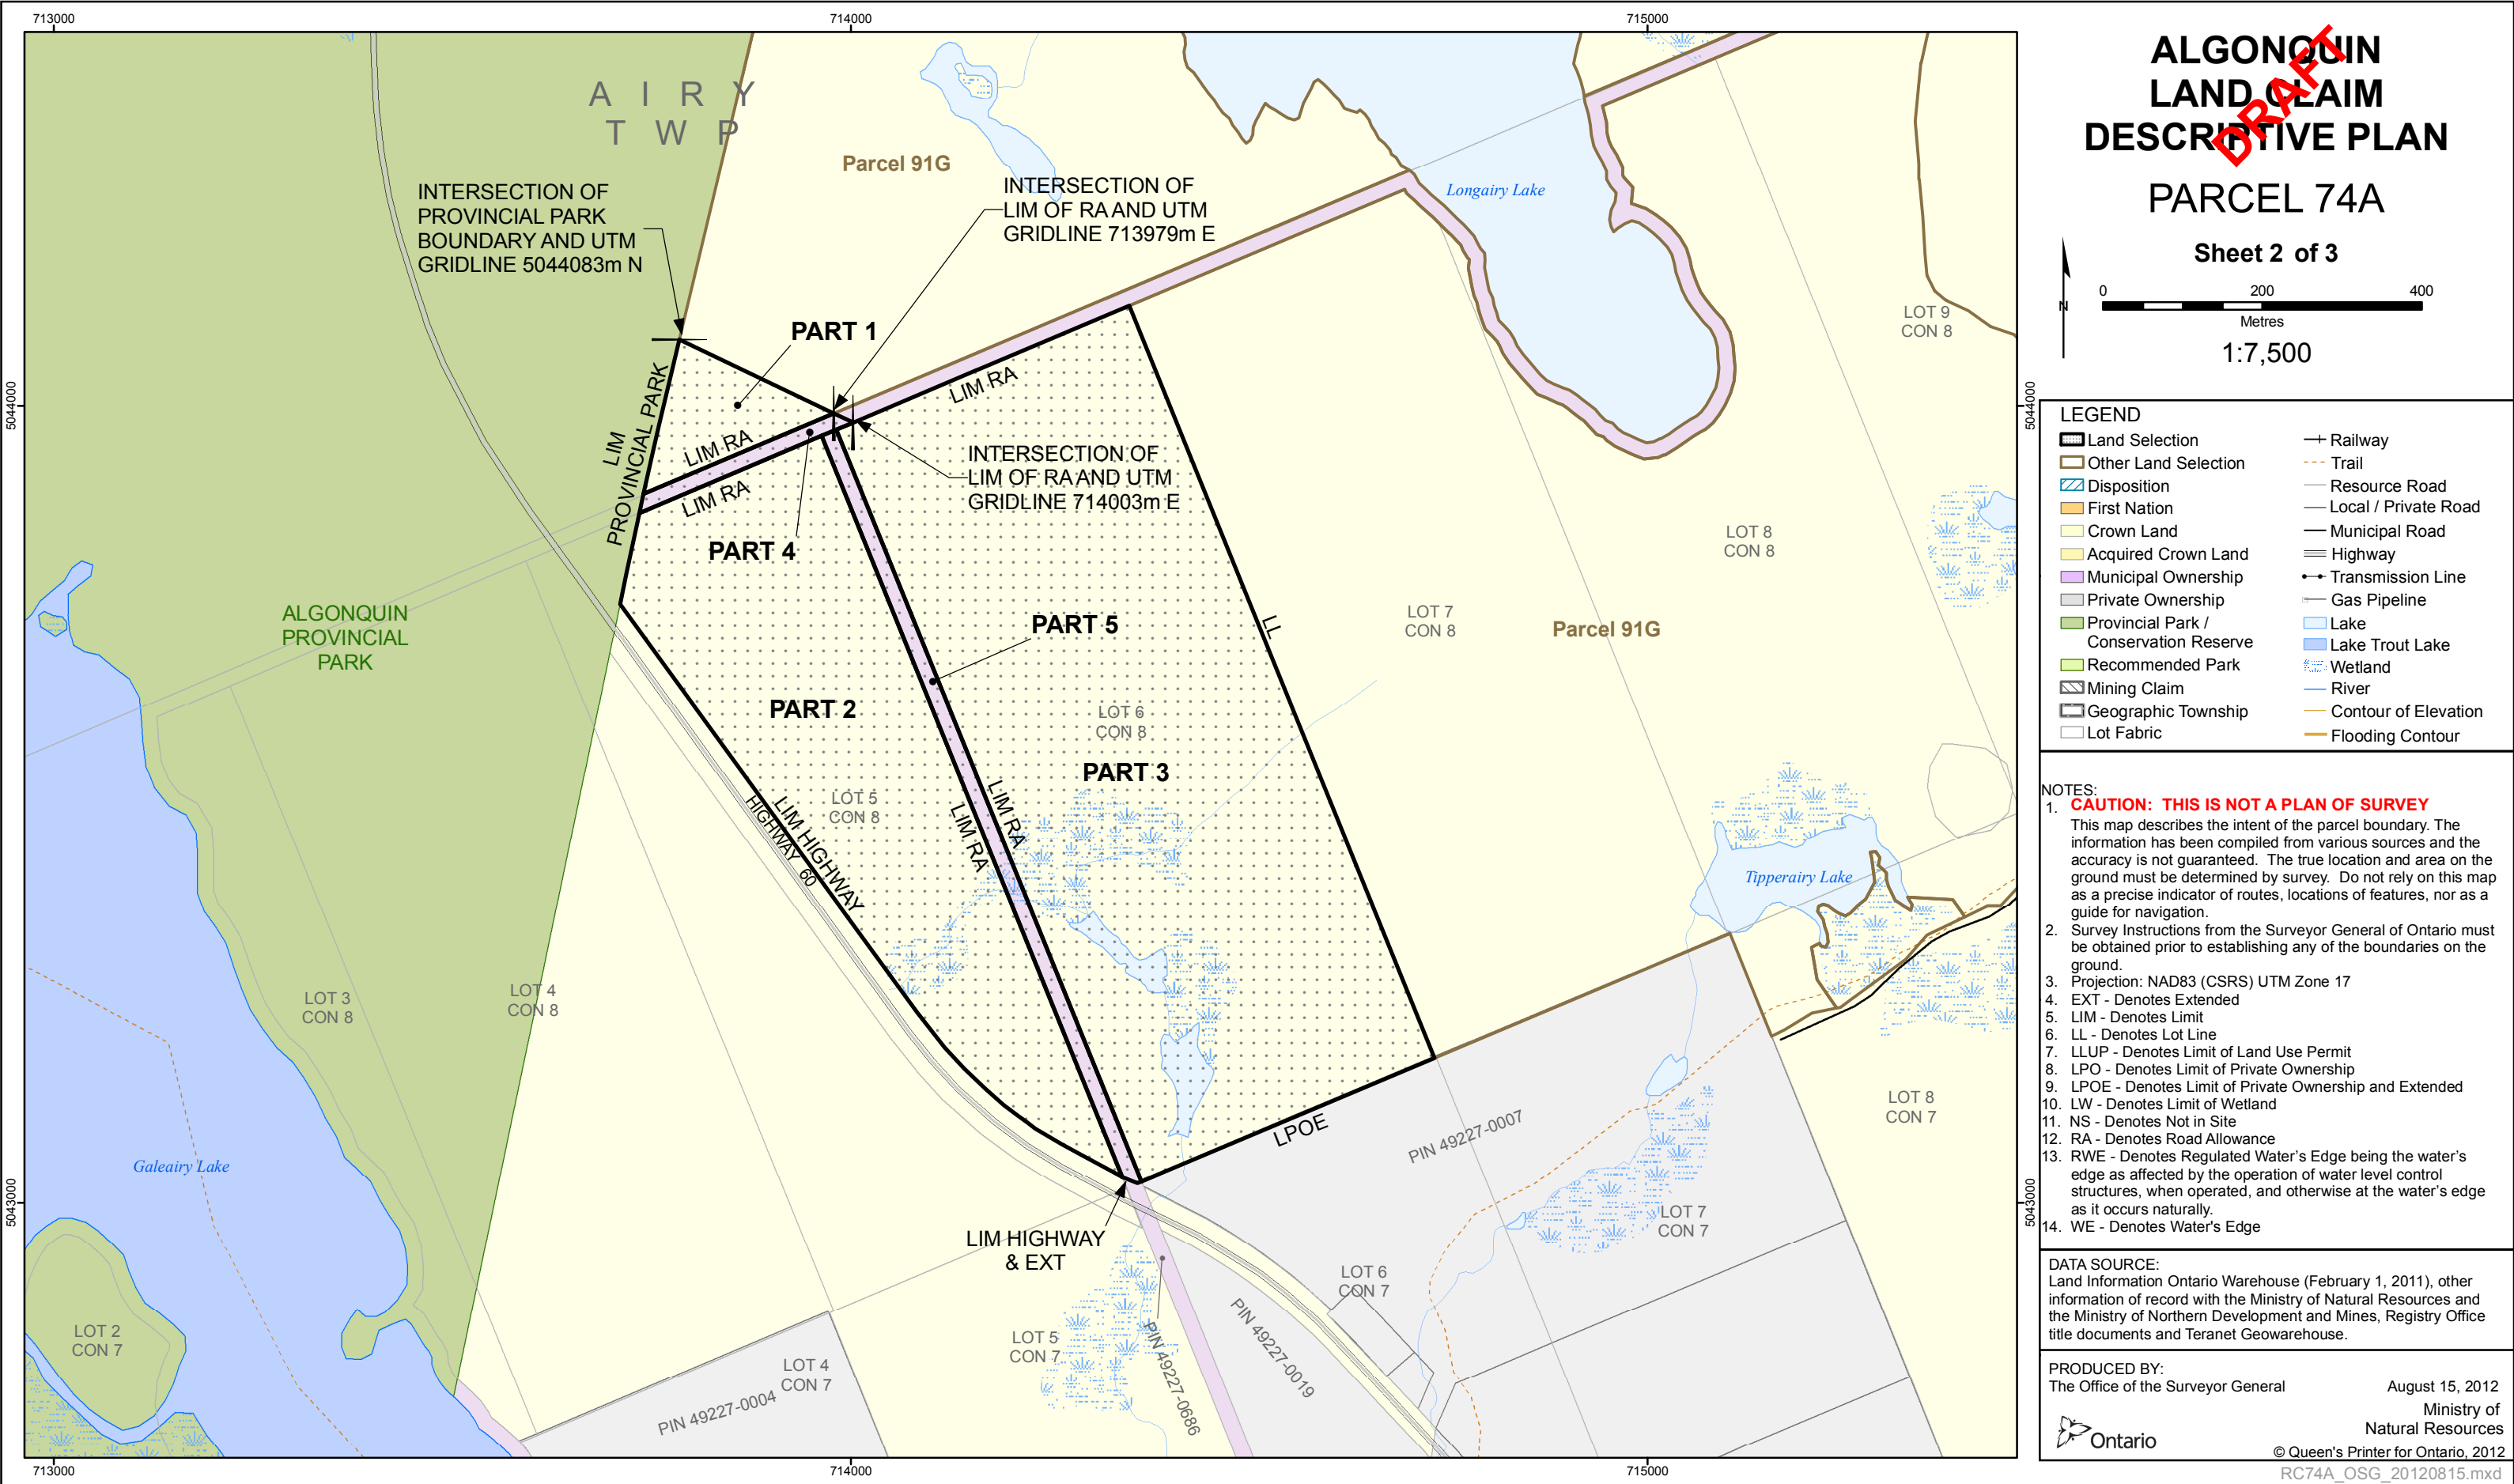 713000
714000
715000
5044000
5043000
5044000
5043000
713000
714000
715000
A I R Y
T W P
Parcel 91G
INTERSECTION OF
PROVINCIAL PARK
BOUNDARY AND UTM
GRIDLINE 5044083m N
INTERSECTION OF
LIM OF RA AND UTM
GRIDLINE 713979m E
Longairy Lake
LOT 9
CON 8
PART 1
LIM RA
LIM
PROVINCIAL PARK
LIM RA
LIM RA
INTERSECTION OF
LIM OF RA AND UTM
GRIDLINE 714003m E
PART 4
LOT 8
CON 8
ALGONQUIN
PROVINCIAL
PARK
PART 5
LL
LOT 7
CON 8
Parcel 91G
PART 2
LOT 6
CON 8
PART 3
LOT 5
CON 8
LIM HIGHWAY
HIGHWAY 60
LIM RA
LIM RA
Tipperairy Lake
LOT 3
CON 8
LOT 4
CON 8
LPOE
PIN 49227-0007
LOT 8
CON 7
Galeairy Lake
LIM HIGHWAY
& EXT
LOT 7
CON 7
LOT 6
CON 7
LOT 2
CON 7
LOT 5
CON 7
LOT 4
CON 7
PIN 49227-0004
PIN 49227-0686
PIN 49227-0019
ALGONQUIN
LAND CLAIM
DESCRIPTIVE PLAN
DRAFT
PARCEL 74A
Sheet 2 of 3
N
0 200 400
Metres
1:7,500
LEGEND
Land Selection
Other Land Selection
Disposition
First Nation
Crown Land
Acquired Crown Land
Municipal Ownership
Private Ownership
Provincial Park /
Conservation Reserve
Recommended Park
Mining Claim
Geographic Township
Lot Fabric
Railway
Trail
Resource Road
Local / Private Road
Municipal Road
Highway
Transmission Line
Gas Pipeline
Lake
Lake Trout Lake
Wetland
River
Contour of Elevation
Flooding Contour
NOTES:
1. CAUTION: THIS IS NOT A PLAN OF SURVEY
This map describes the intent of the parcel boundary. The
information has been compiled from various sources and the
accuracy is not guaranteed. The true location and area on the
ground must be determined by survey. Do not rely on this map
as a precise indicator of routes, locations of features, nor as a
guide for navigation.
2. Survey Instructions from the Surveyor General of Ontario must
be obtained prior to establishing any of the boundaries on the
ground.
3. Projection: NAD83 (CSRS) UTM Zone 17
4. EXT - Denotes Extended
5. LIM - Denotes Limit
6. LL - Denotes Lot Line
7. LLUP - Denotes Limit of Land Use Permit
8. LPO - Denotes Limit of Private Ownership
9. LPOE - Denotes Limit of Private Ownership and Extended
10. LW - Denotes Limit of Wetland
11. NS - Denotes Not in Site
12. RA - Denotes Road Allowance
13. RWE - Denotes Regulated Water's Edge being the water's
edge as affected by the operation of water level control
structures, when operated, and otherwise at the water's edge
as it occurs naturally.
14. WE - Denotes Water's Edge
DATA SOURCE:
Land Information Ontario Warehouse (February 1, 2011), other
information of record with the Ministry of Natural Resources and
the Ministry of Northern Development and Mines, Registry Office
title documents and Teranet Geowarehouse.
PRODUCED BY:
The Office of the Surveyor General August 15, 2012
Ministry of
Natural Resources
Ontario
© Queen's Printer for Ontario, 2012
RC74A_OSG_20120815.mxd